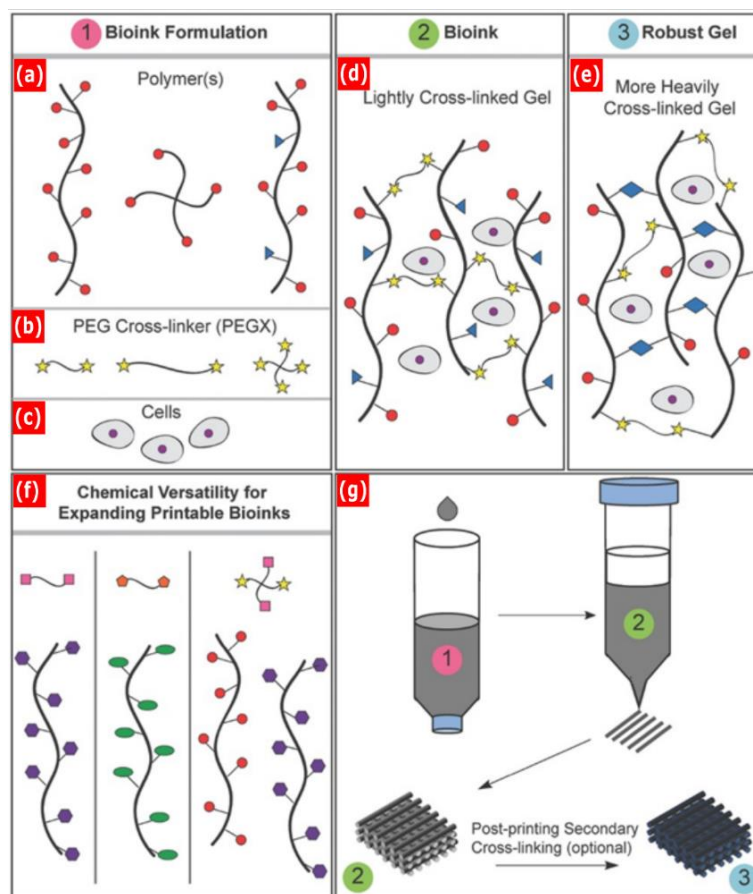 1 Bioink Formulation
(a)
Polymer(s)
(b)
PEG Cross-linker (PEGX)
(c)
Cells
2 Bioink
(d)
Lightly Cross-linked Gel
3 Robust Gel
(e)
More Heavily
Cross-linked Gel
(f)
Chemical Versatility for
Expanding Printable Bioinks
(g)
1
2
Post-printing Secondary
Cross-linking (optional)
2
3